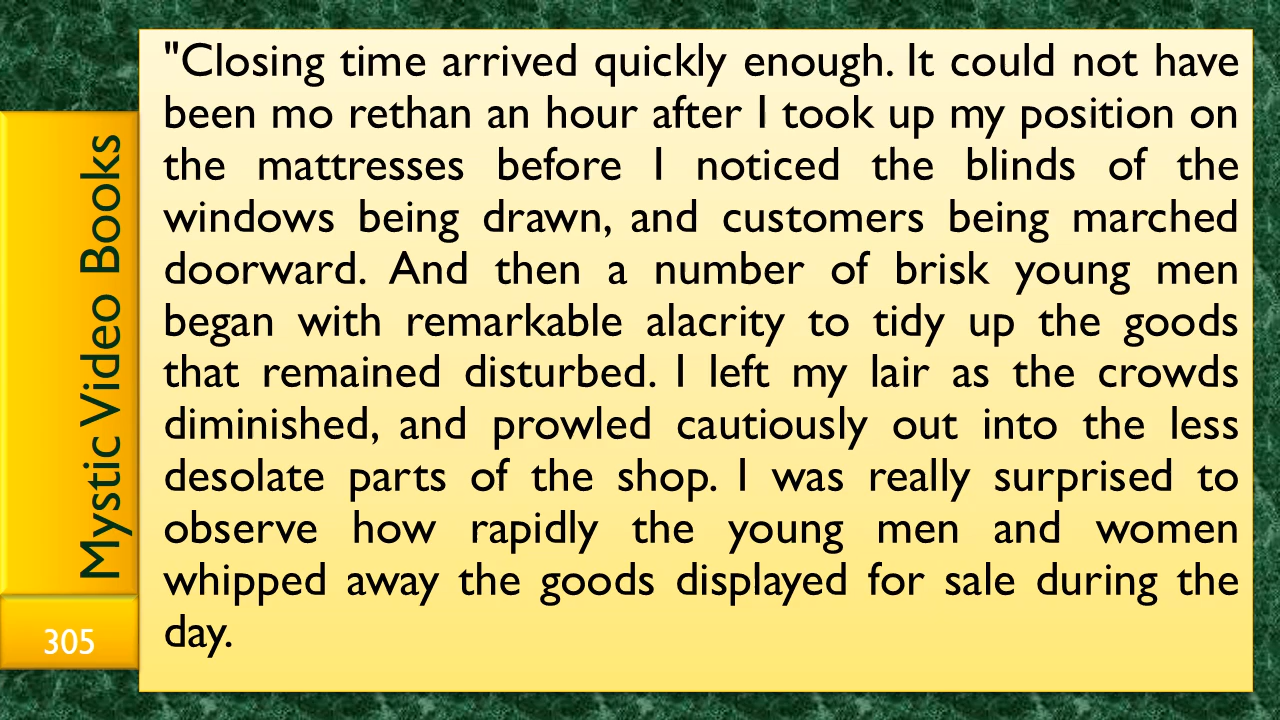 "Closing time arrived quickly enough. It could not have
been mo rethan an hour after I took up my position on
the mattresses before I noticed the blinds of the
windows being drawn, and customers being marched
doorward. And then a number of brisk young men
began with remarkable alacrity to tidy up the goods
that remained disturbed. I left my lair as the crowds
diminished, and prowled cautiously out into the less
desolate parts of the shop. I was really surprised to
observe how rapidly the young men and women
whipped away the goods displayed for sale during the
day.
Mystic Video Books
305